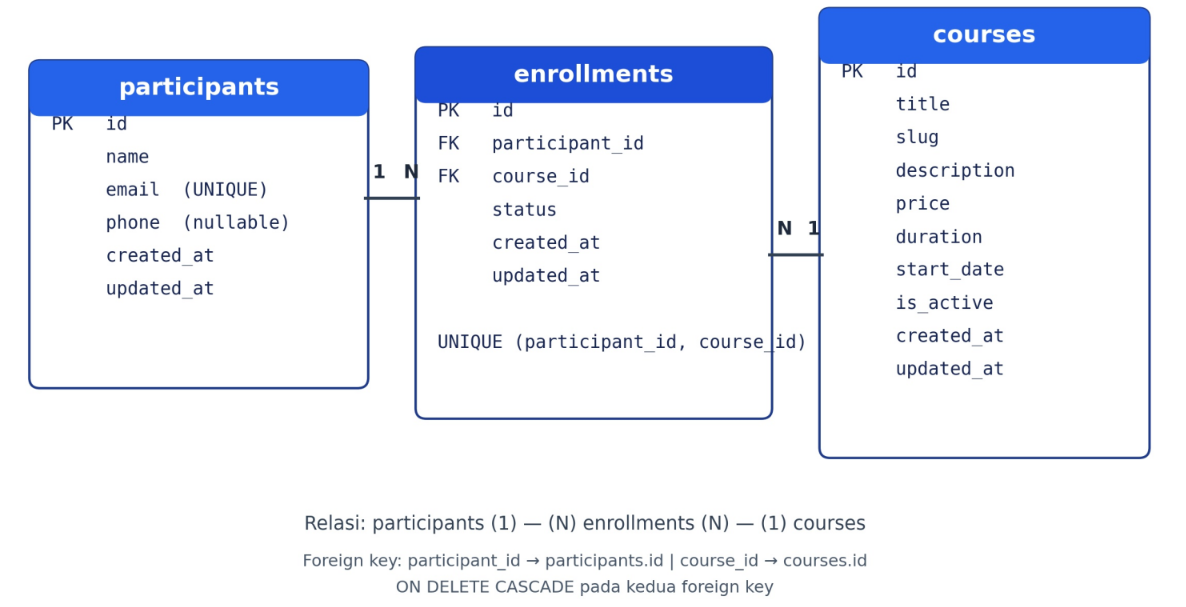 participants
PK id
name
email (UNIQUE)
phone (nullable)
created_at
updated_at
1 N
enrollments
PK id
FK participant_id
FK course_id
status
created_at
updated_at
UNIQUE (participant_id, course_id)
N 1
courses
PK id
title
slug
description
price
duration
start_date
is_active
created_at
updated_at
Relasi: participants (1) — (N) enrollments (N) — (1) courses
Foreign key: participant_id → participants.id | course_id → courses.id
ON DELETE CASCADE pada kedua foreign key